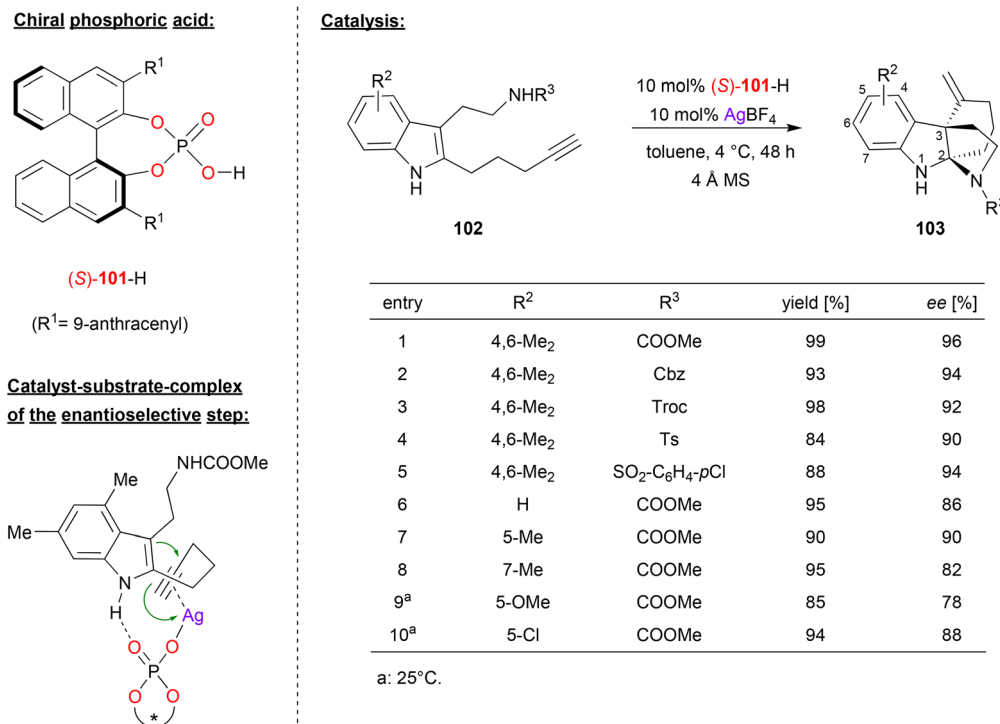 Chiral phosphoric acid:
R1
O
O
P
O
O–H
R1
(S)-101-H
(R1= 9-anthracenyl)
Catalyst-substrate-complex
of the enantioselective step:
NHCOOMe
Me
Me
N
H
Ag
O
O
P
O
O
*
Catalysis:
R2
NHR3
N
H
102
10 mol% (S)-101-H
10 mol% AgBF4
toluene, 4 °C, 48 h
4 Å MS
R2
5
4
6
3
7
1
2
N
H
N
R3
103
entry R2 R3 yield [%] ee [%]
1 4,6-Me2 COOMe 99 96
2 4,6-Me2 Cbz 93 94
3 4,6-Me2 Troc 98 92
4 4,6-Me2 Ts 84 90
5 4,6-Me2 SO2-C6H4-pCl 88 94
6 H COOMe 95 86
7 5-Me COOMe 90 90
8 7-Me COOMe 95 82
9a 5-OMe COOMe 85 78
10a 5-Cl COOMe 94 88
a: 25°C.